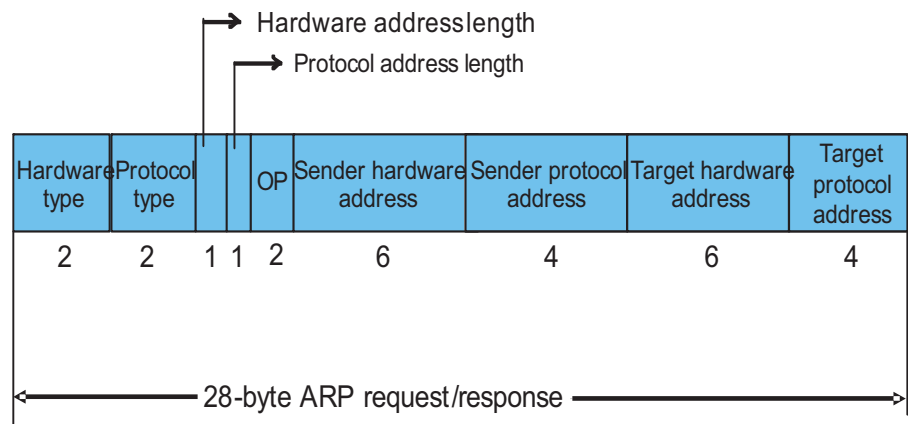 Hardware addresslength
Protocol address length
Hardware type
Protocol type
OP
Sender hardware address
Sender protocol address
Target hardware address
Target protocol address
2 2 1 1 2 6 4 6 4
28-byte ARP request/response